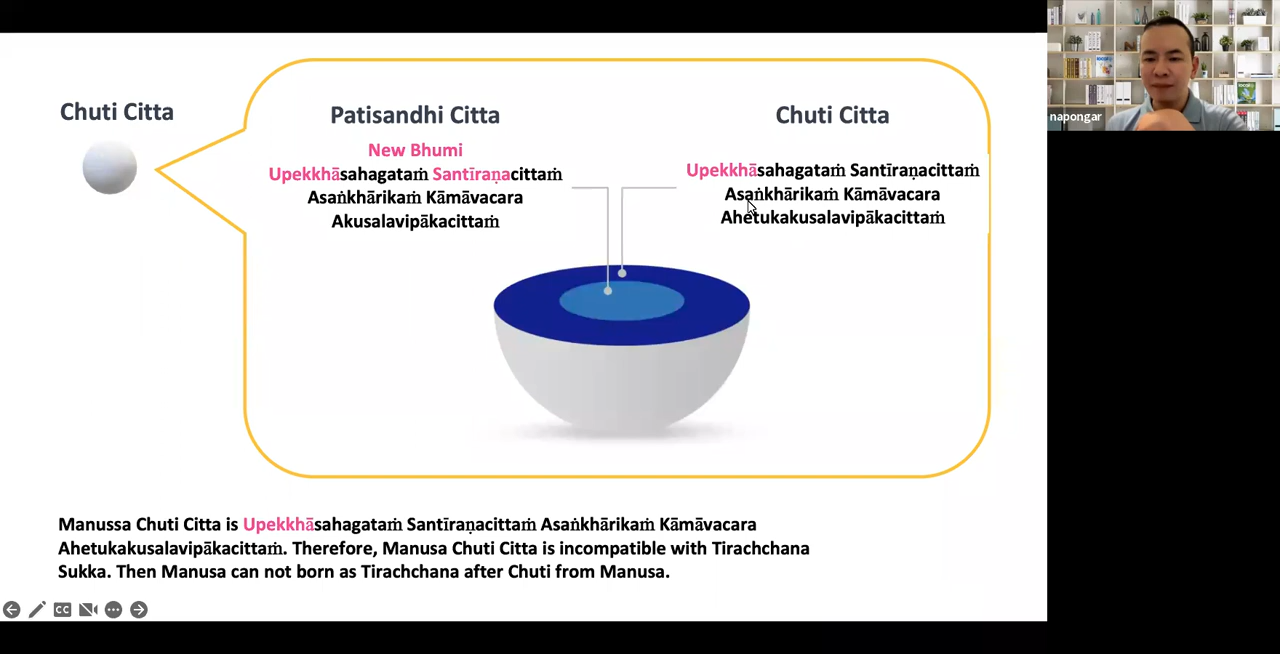 Chuti Citta
Patisandhi Citta
New Bhumi
Upekkhāsahagataṁ Santīraṇacittaṁ
Asaṅkhārikaṁ Kāmāvacara
Akusalavipākacittaṁ
Chuti Citta
Upekkhāsahagataṁ Santīraṇacittaṁ
Asaṅkhārikaṁ Kāmāvacara
Ahetukakusalavipākacittaṁ
Manussa Chuti Citta is Upekkhāsahagataṁ Santīraṇacittaṁ Asaṅkhārikaṁ Kāmāvacara
Ahetukakusalavipākacittaṁ. Therefore, Manusa Chuti Citta is incompatible with Tirachchana
Sukka. Then Manusa can not born as Tirachchana after Chuti from Manusa.
CC
napongar